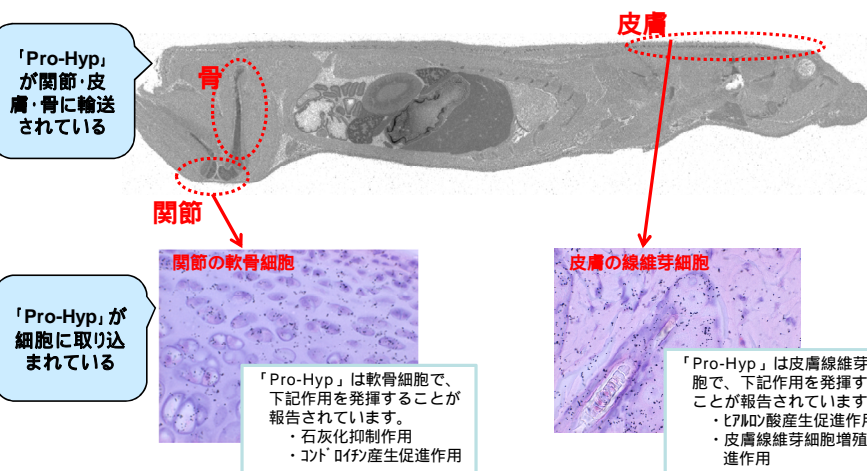 「Pro-Hyp」
が関節・皮
膚・骨に輸送
されている
骨
皮膚
関節
関節の軟骨細胞
皮膚の線維芽細胞
「Pro-Hyp」が
細胞に取り込
まれている
「Pro-Hyp」は軟骨細胞で、
下記作用を発揮することが
報告されています。
・石灰化抑制作用
・コンドロイチン産生促進作用
「Pro-Hyp」は皮膚線維芽
胞で、下記作用を発揮す
ことが報告されています
・ヒアルロン酸産生促進作用
・皮膚線維芽細胞増殖
進作用